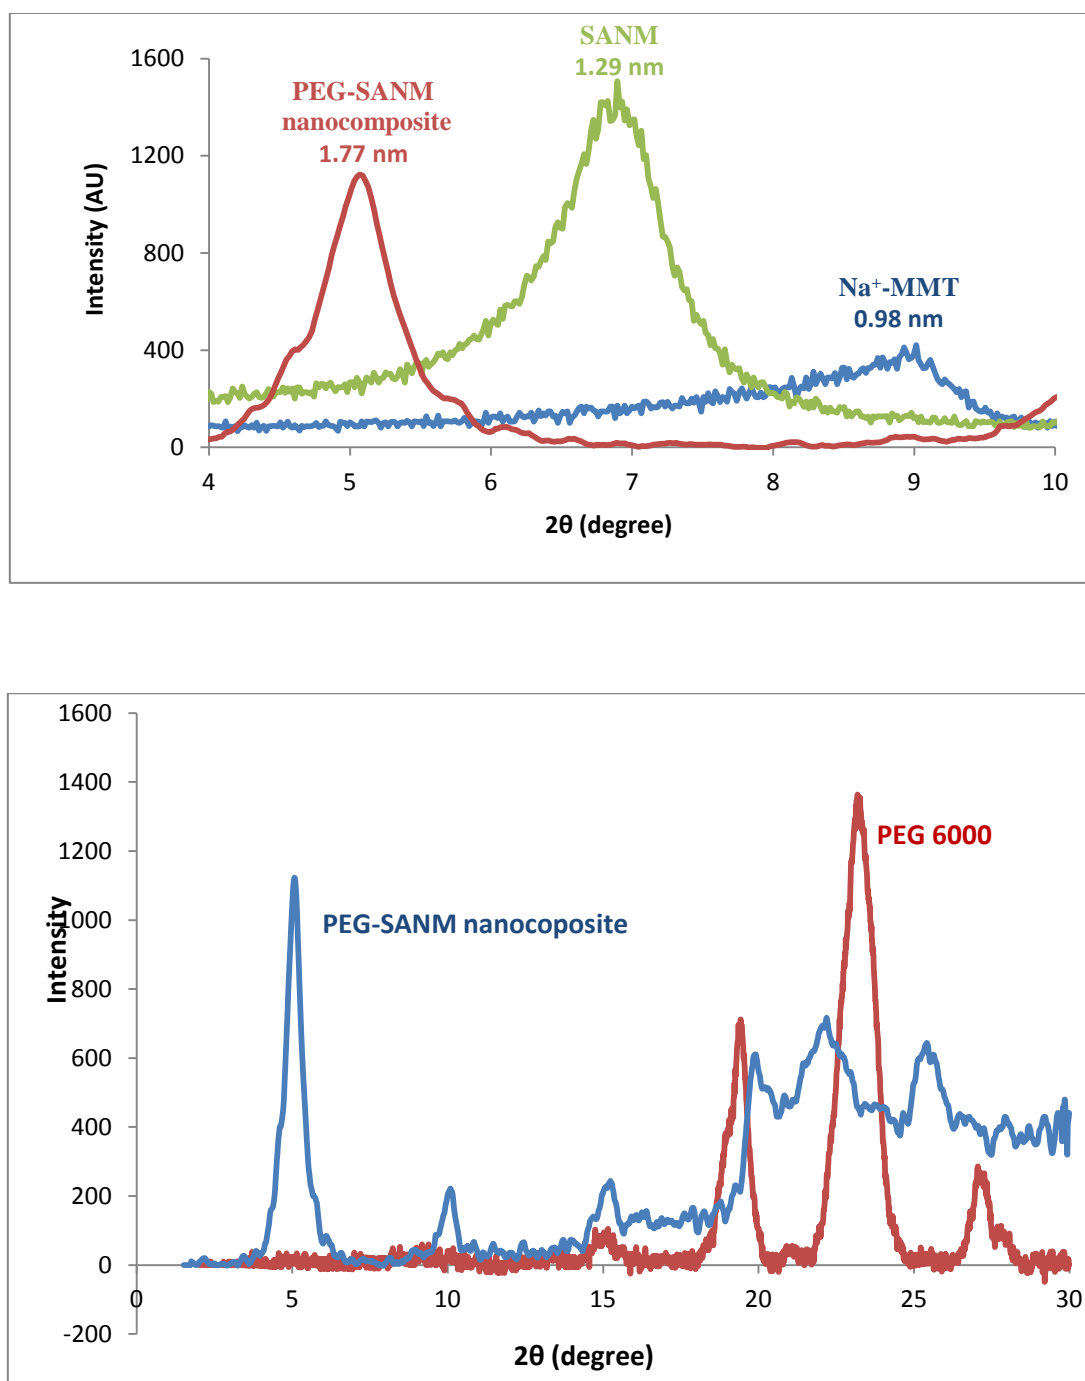 SANM
1.29 nm
PEG-SANM
nanocomposite
1.77 nm
Na⁺-MMT
0.98 nm
Intensity (AU)
1600
1200
800
400
0
4 5 6 7 8 9 10
2θ (degree)
1600
1400
1200
1000
800
600
400
200
0
-200
Intensity
PEG 6000
PEG-SANM nanocoposite
0 5 10 15 20 25 30
2θ (degree)